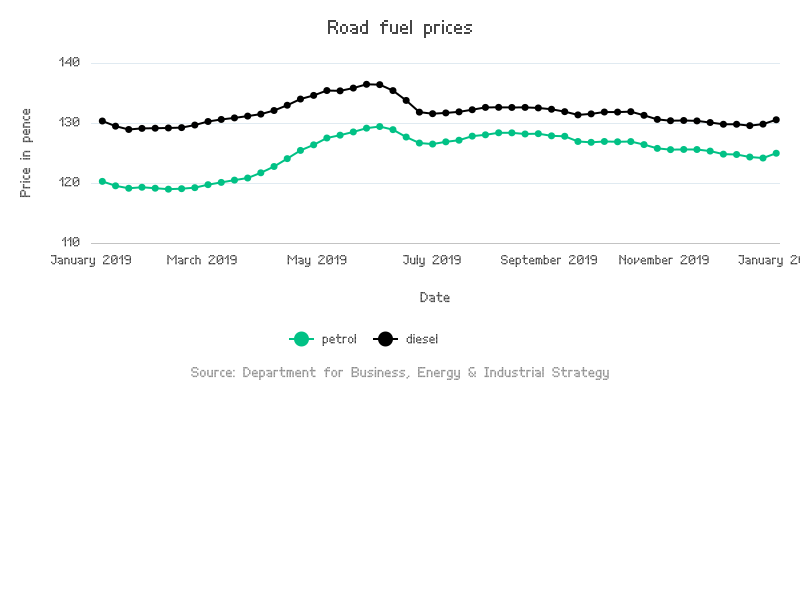 Road fuel prices
140
130
120
110
Price in pence
January 2019 March 2019 May 2019 July 2019 September 2019 November 2019 January
Date
petrol diesel
Source: Department for Business, Energy & Industrial Strategy